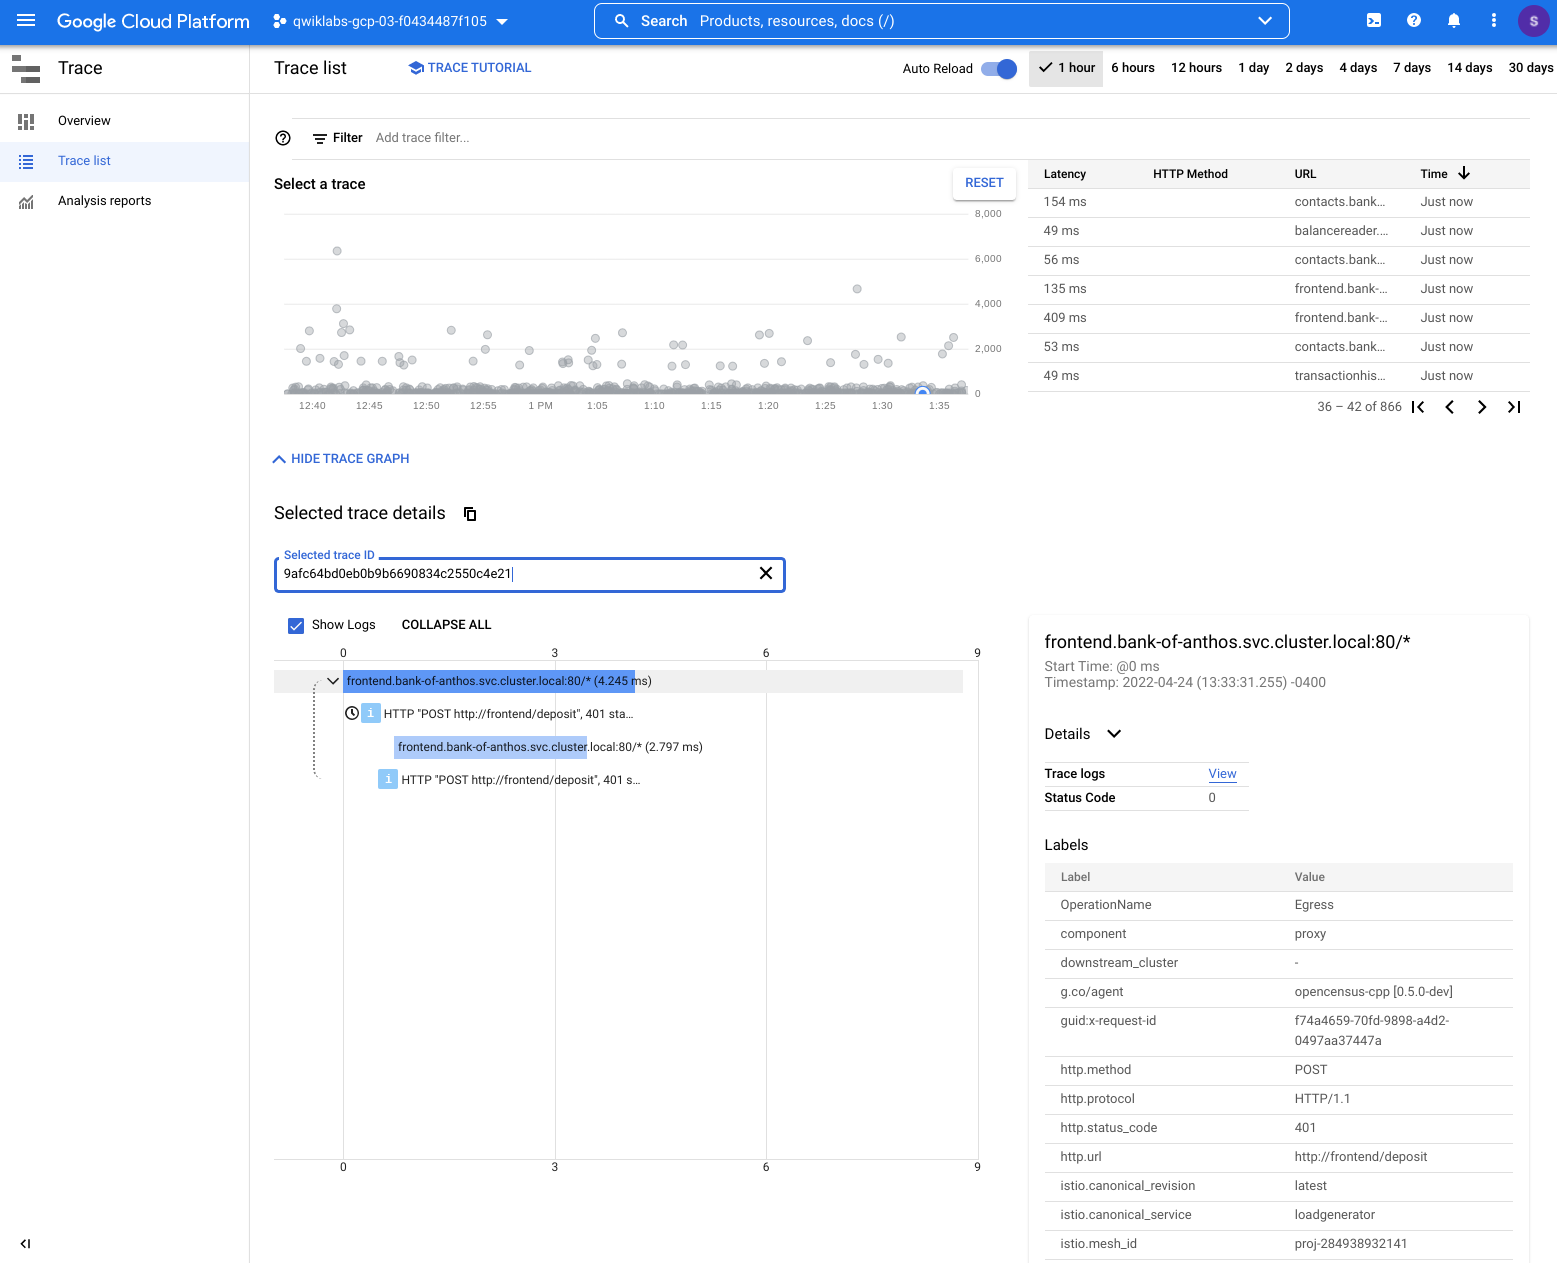 Google Cloud Platform
qwiklabs-gcp-03-f0434487f105
Search Products, resources, docs (/)
S
Trace
Trace list
TRACE TUTORIAL
Auto Reload
1 hour
6 hours
12 hours
1 day
2 days
4 days
7 days
14 days
30 days
Overview
Trace list
Analysis reports
Filter Add trace filter...
Select a trace
RESET
8,000
6,000
4,000
2,000
0
12:40 12:45 12:50 12:55 1 PM 1:05 1:10 1:15 1:20 1:25 1:30 1:35
Latency HTTP Method URL Time
154 ms contacts.bank... Just now
49 ms balancereader.... Just now
56 ms contacts.bank... Just now
135 ms frontend.bank-... Just now
409 ms frontend.bank-... Just now
53 ms contacts.bank... Just now
49 ms transactionhis... Just now
36 – 42 of 866
HIDE TRACE GRAPH
Selected trace details
Selected trace ID
9afc64bd0eb0b9b6690834c2550c4e21
Show Logs COLLAPSE ALL
0 3 6 9
frontend.bank-of-anthos.svc.cluster.local:80/* (4.245 ms)
i HTTP "POST http://frontend/deposit", 401 sta...
frontend.bank-of-anthos.svc.cluster.local:80/* (2.797 ms)
i HTTP "POST http://frontend/deposit", 401 s...
0 3 6 9
frontend.bank-of-anthos.svc.cluster.local:80/*
Start Time: @0 ms
Timestamp: 2022-04-24 (13:33:31.255) -0400
Details
Trace logs View
Status Code 0
Labels
Label Value
OperationName Egress
component proxy
downstream_cluster -
g.co/agent opencensus-cpp [0.5.0-dev]
guid:x-request-id f74a4659-70fd-9898-a4d2-
0497aa37447a
http.method POST
http.protocol HTTP/1.1
http.status_code 401
http.url http://frontend/deposit
istio.canonical_revision latest
istio.canonical_service loadgenerator
istio.mesh_id proj-284938932141